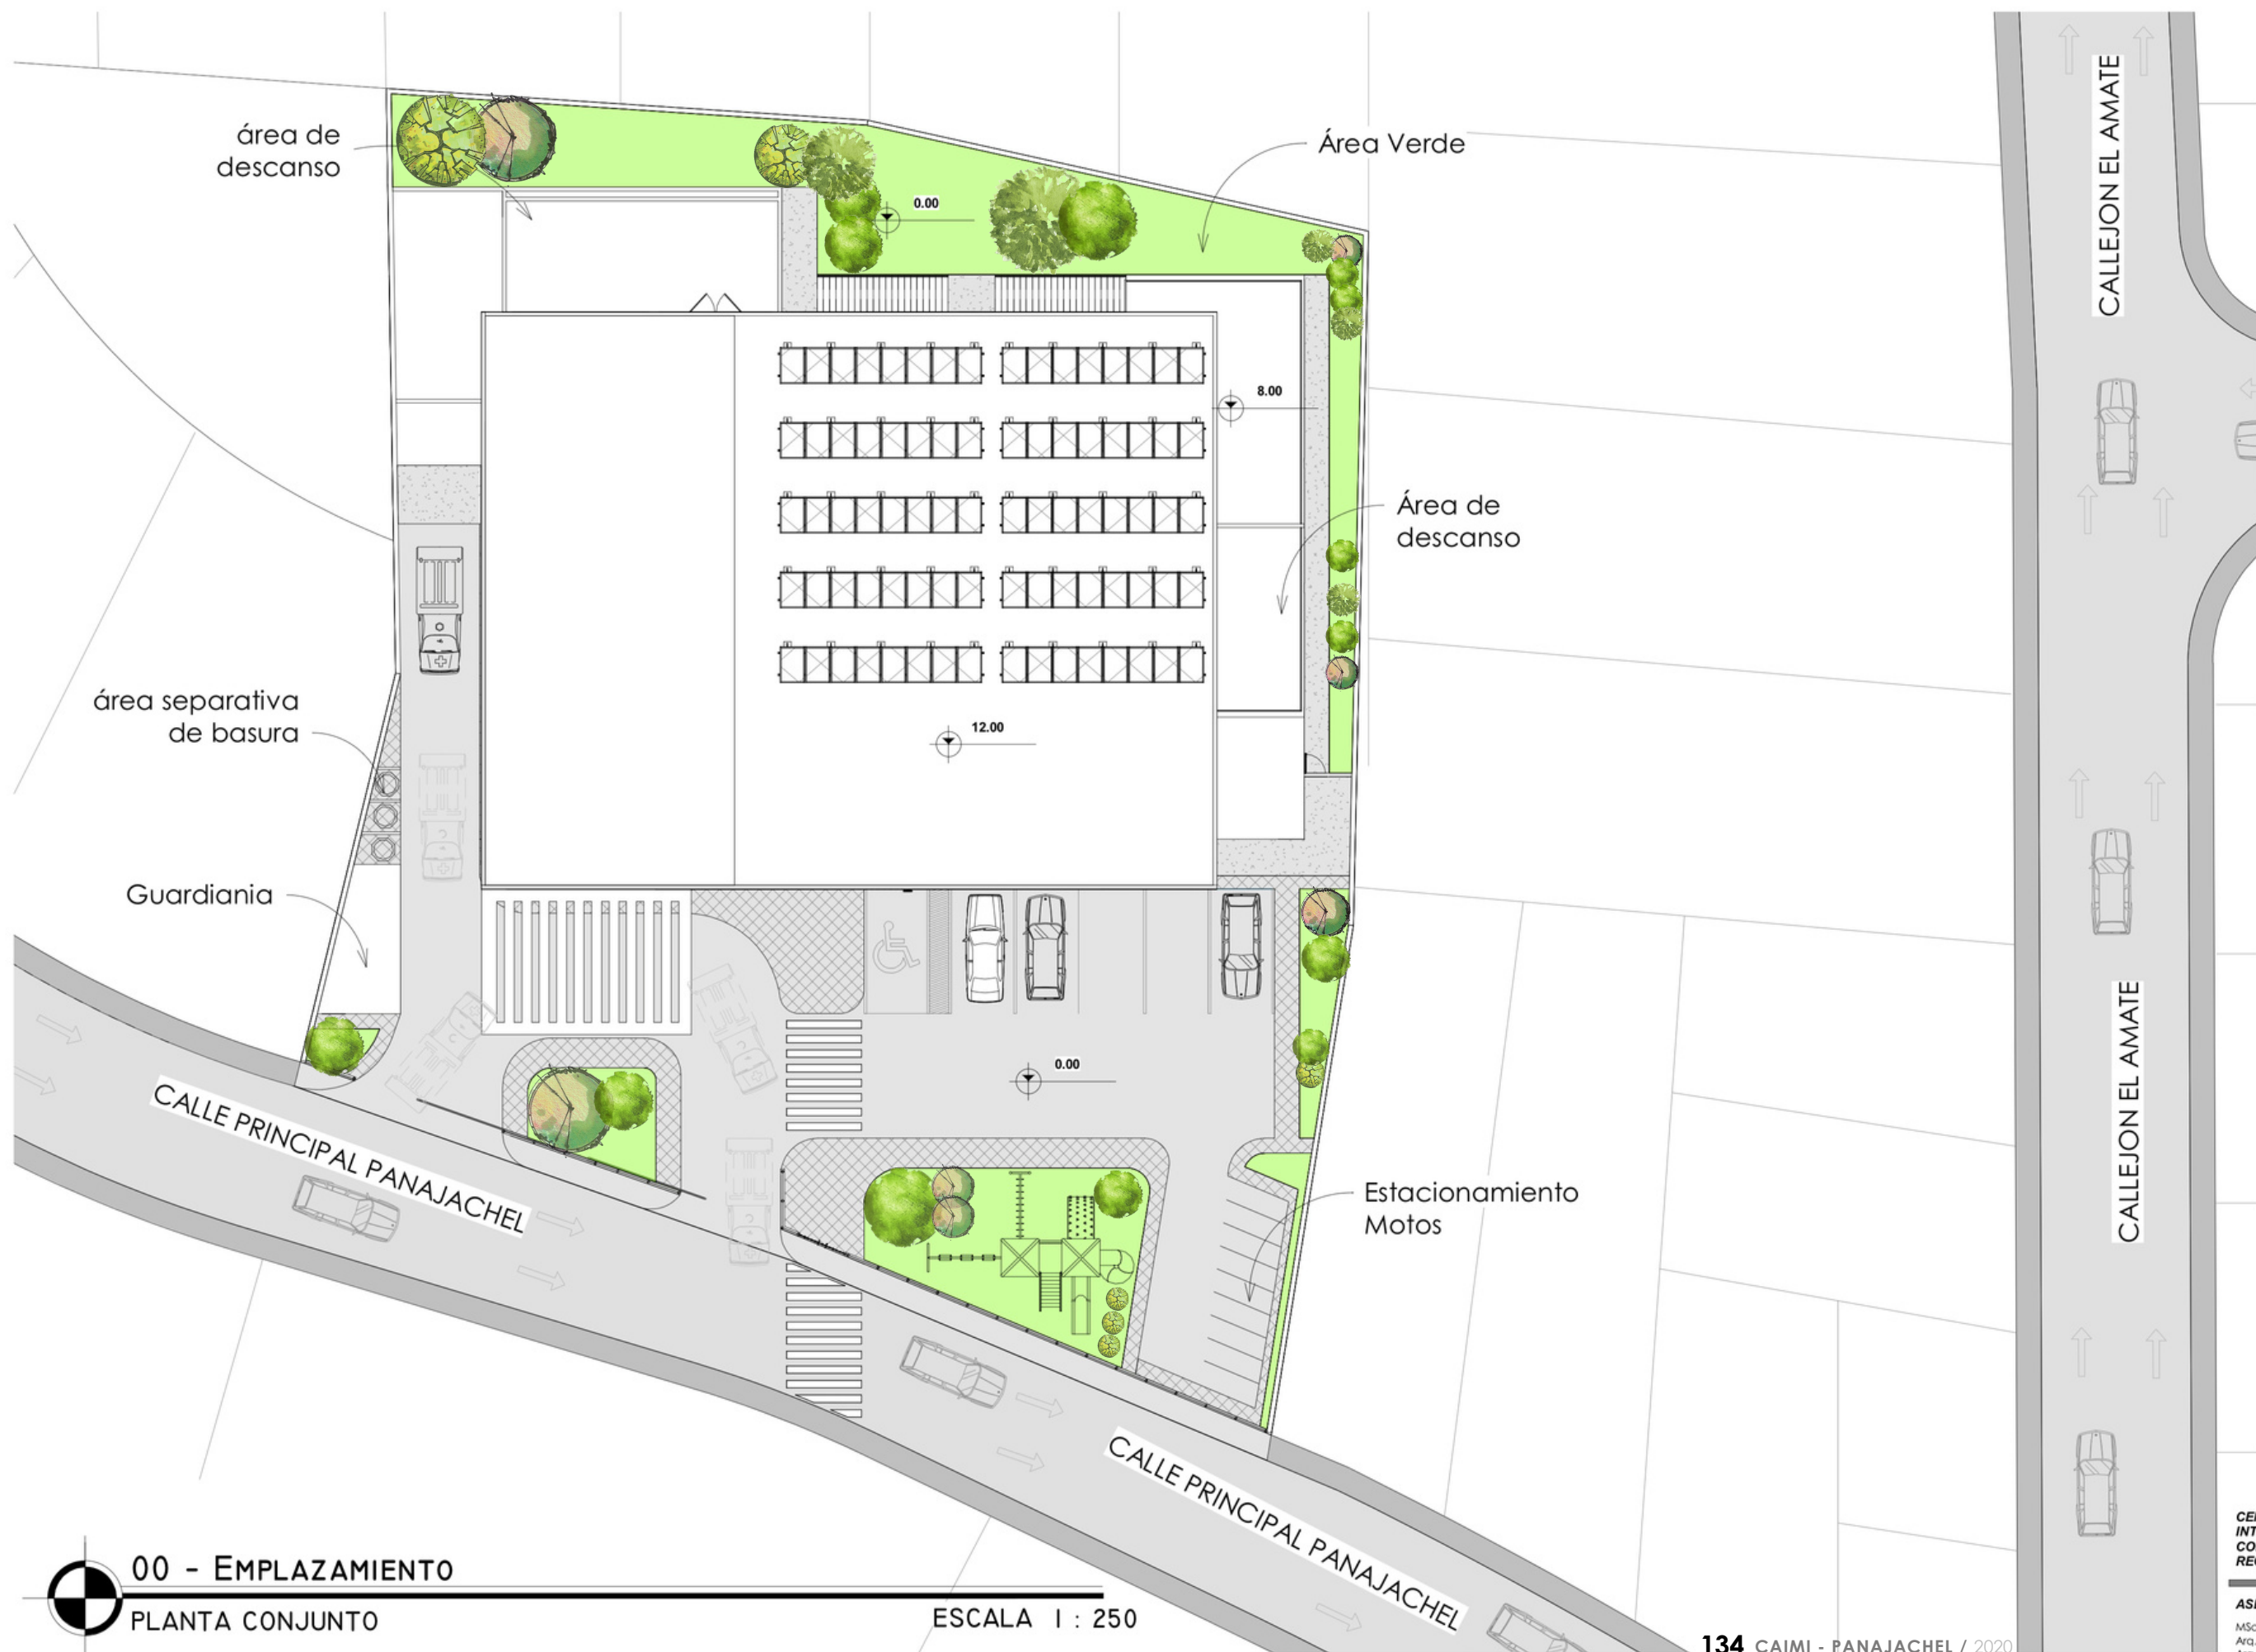 área de
descanso
Área Verde
CALLEJON EL AMATE
0.00
8.00
Área de
descanso
área separativa
de basura
12.00
Guardiania
0.00
CALLE PRINCIPAL PANAJACHEL
Estacionamiento
Motos
CALLEJON EL AMATE
CALLE PRINCIPAL PANAJACHEL
00 - EMPLAZAMIENTO
PLANTA CONJUNTO
ESCALA 1 : 250
134 CAIMI - PANAJACHEL / 2020